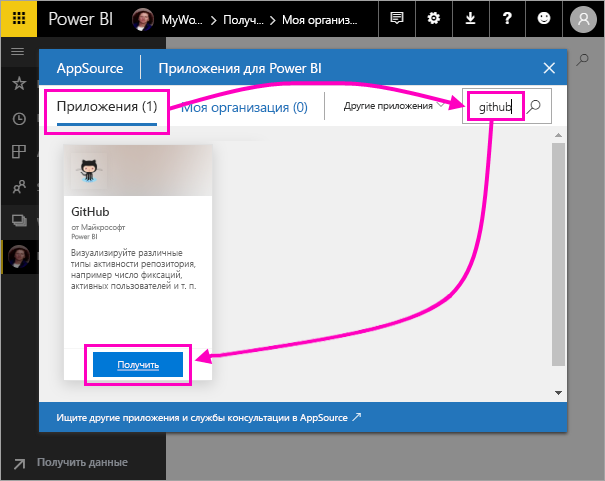 Power BI
MyWo...
Получ...
Моя организ...
AppSource
Приложения для Power BI
Приложения (1)
Моя организация (0)
Другие приложения
github
GitHub
от Майкрософт
Power BI
Визуализируйте различные
типы активности репозитория,
например число фиксаций,
активных пользователей и т. п.
Получить
Ищите другие приложения и службы консультации в AppSource
Получить данные